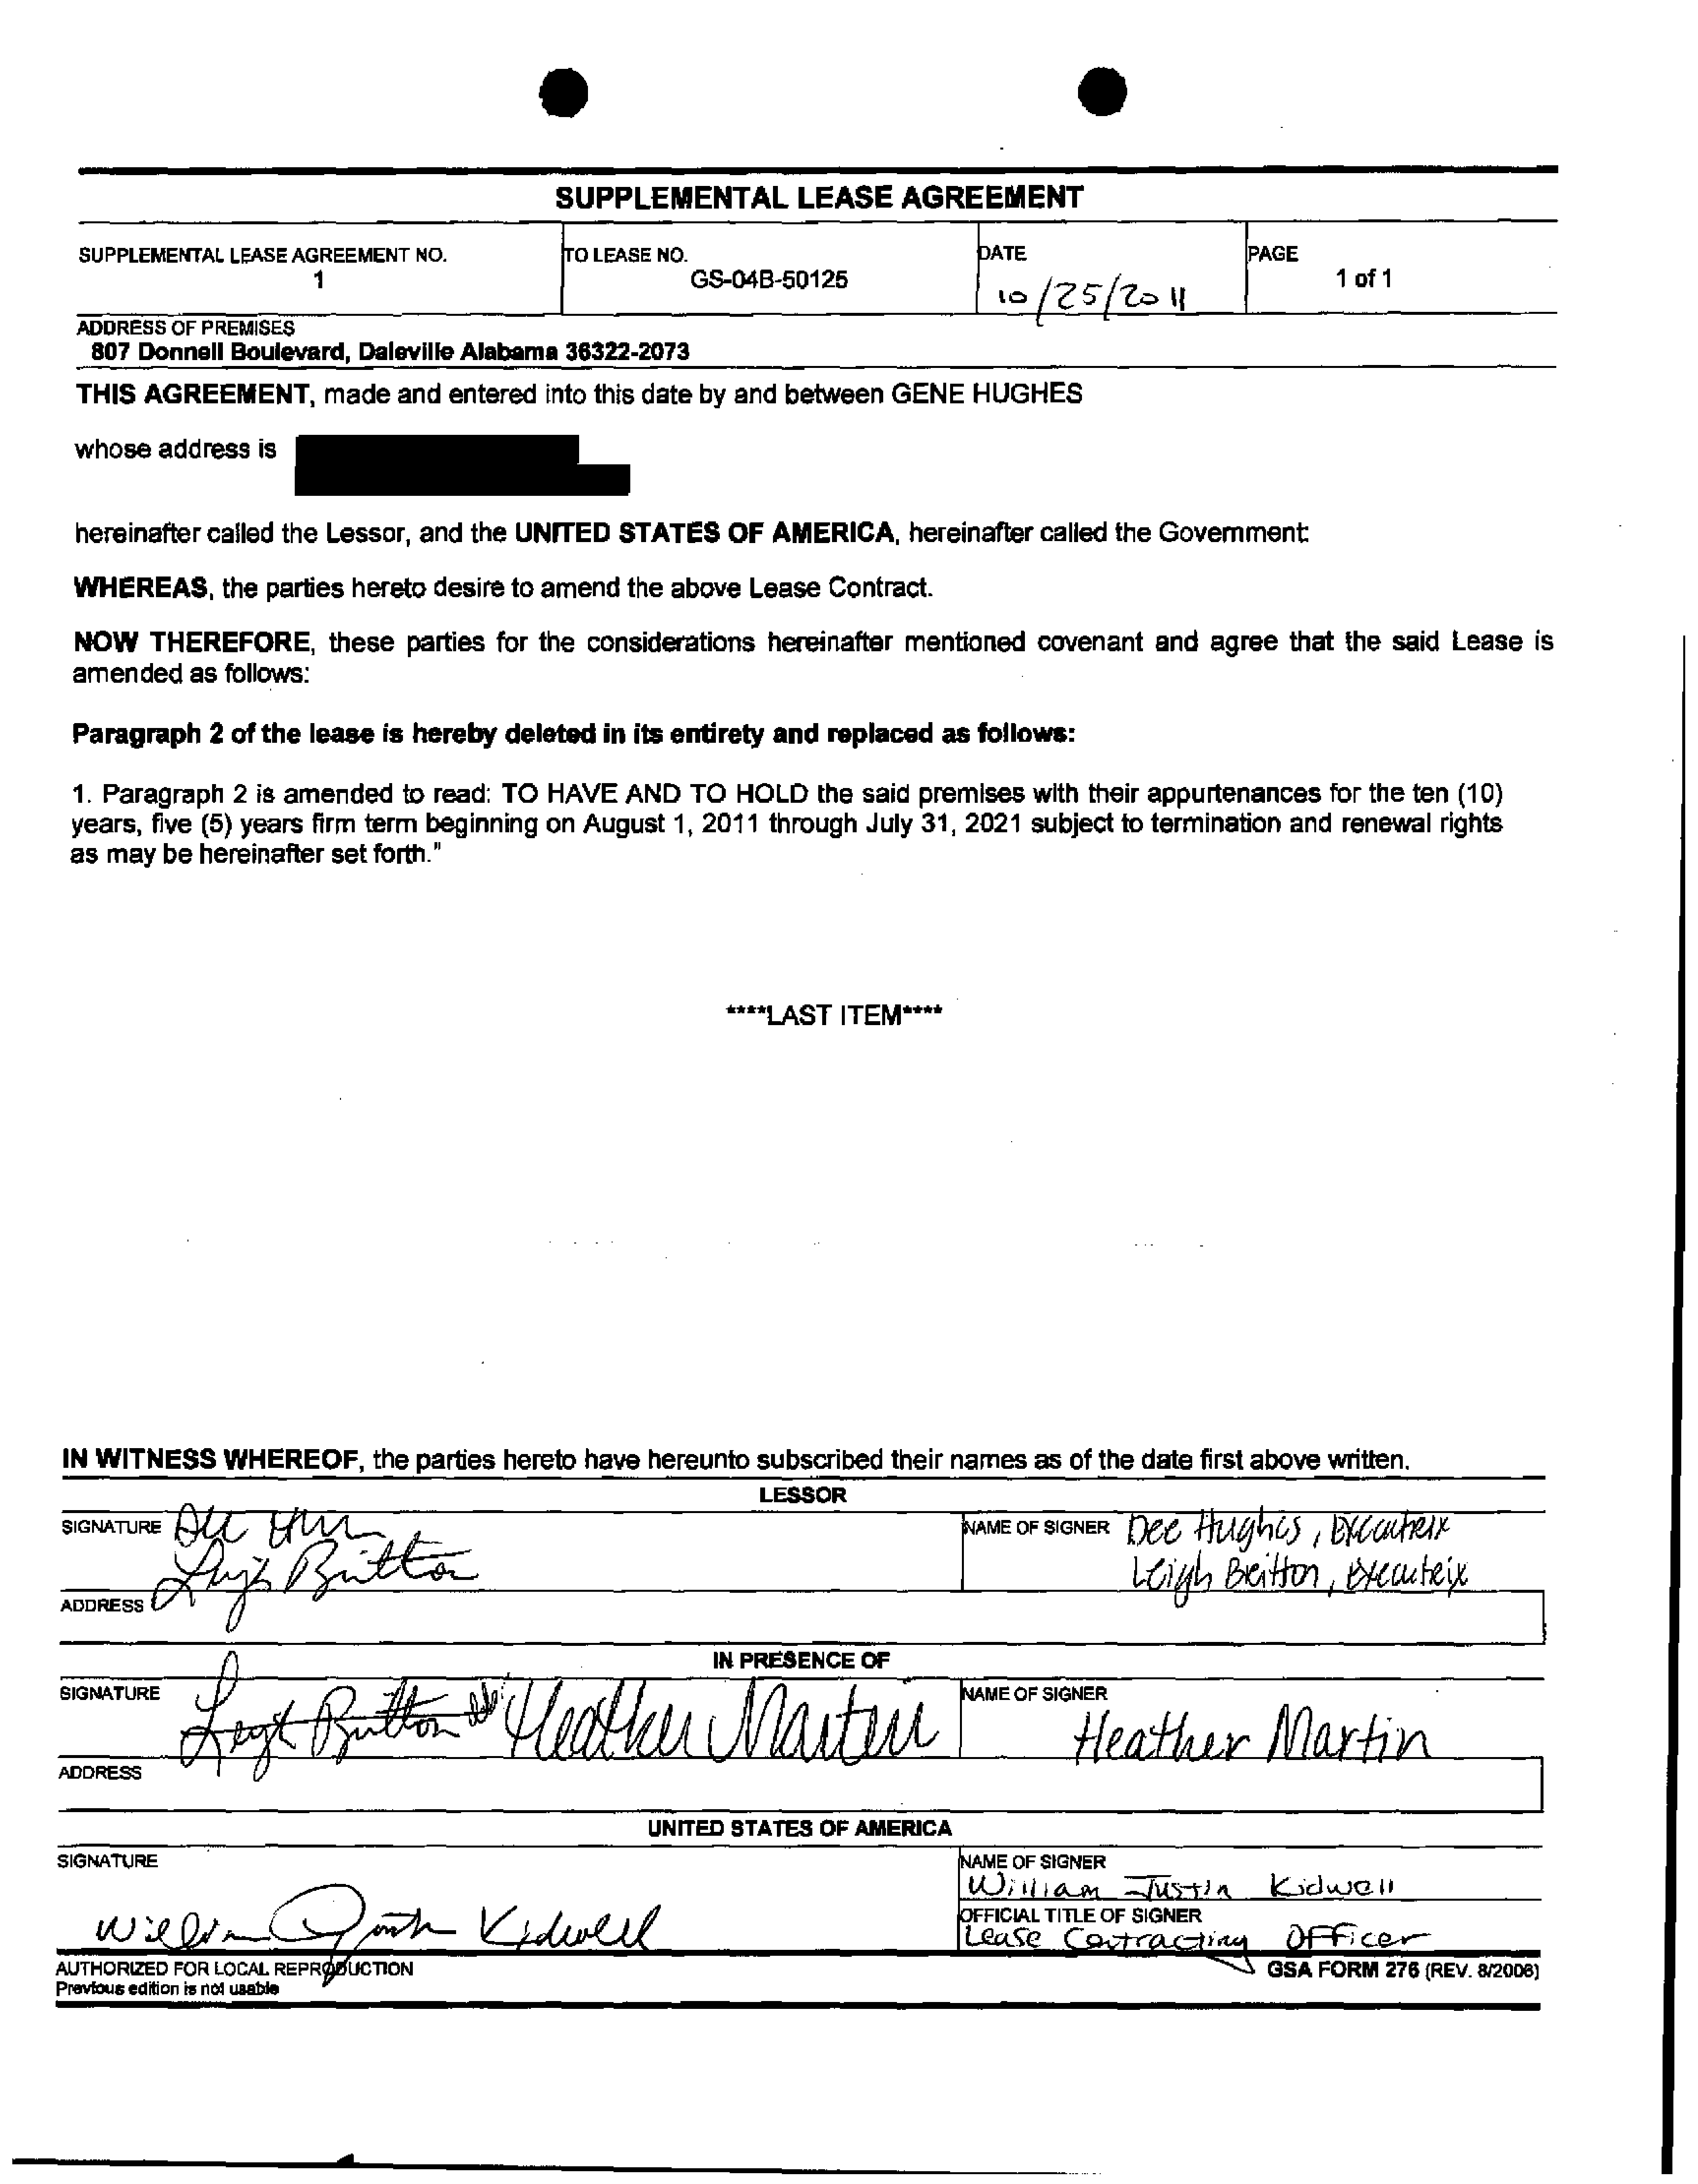 SUPPLEMENTAL LEASE AGREEMENT
SUPPLEMENTAL LEASE AGREEMENT NO.
1
TO LEASE NO.
GS-04B-50125
DATE
10/25/2011
PAGE
1 of 1
ADDRESS OF PREMISES
807 Donnell Boulevard, Daleville Alabama 36322-2073
THIS AGREEMENT, made and entered into this date by and between GENE HUGHES
whose address is
hereinafter called the Lessor, and the UNITED STATES OF AMERICA, hereinafter called the Government:
WHEREAS, the parties hereto desire to amend the above Lease Contract.
NOW THEREFORE, these parties for the considerations hereinafter mentioned covenant and agree that the said Lease is
amended as follows:
Paragraph 2 of the lease is hereby deleted in its entirety and replaced as follows:
1. Paragraph 2 is amended to read: TO HAVE AND TO HOLD the said premises with their appurtenances for the ten (10)
years, five (5) years firm term beginning on August 1, 2011 through July 31, 2021 subject to termination and renewal rights
as may be hereinafter set forth."
****LAST ITEM****
IN WITNESS WHEREOF, the parties hereto have hereunto subscribed their names as of the date first above written.
LESSOR
SIGNATURE
Leigh Britton
NAME OF SIGNER Dee Hughes, Executrix
Leigh Britton, Executrix
ADDRESS
IN PRESENCE OF
SIGNATURE
Leigh Britton Heather Martin
NAME OF SIGNER
Heather Martin
ADDRESS
UNITED STATES OF AMERICA
SIGNATURE
William Justin Kidwell
NAME OF SIGNER
William Justin Kidwell
OFFICIAL TITLE OF SIGNER
Lease Contracting Officer
AUTHORIZED FOR LOCAL REPRODUCTION
Previous edition is not usable
GSA FORM 276 (REV. 8/2006)